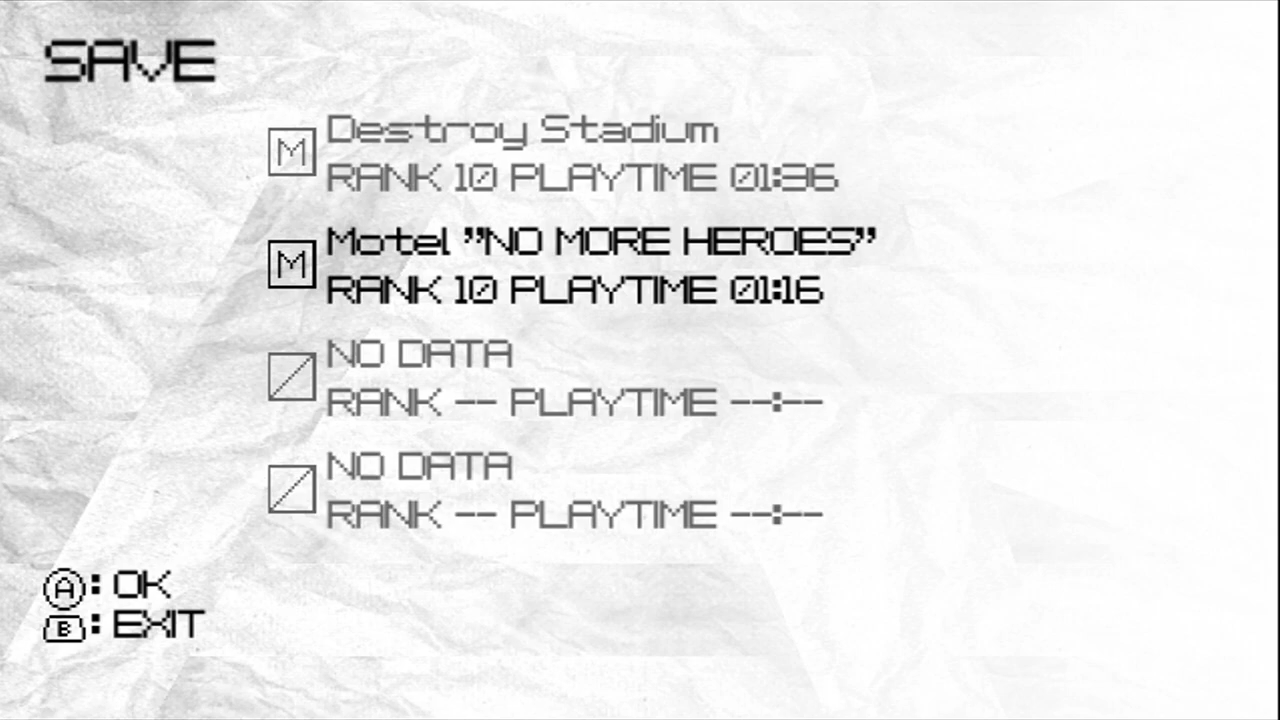 SAVE
M
Destroy Stadium
RANK 10 PLAYTIME 01:36
M
Motel ”NO MORE HEROES”
RANK 10 PLAYTIME 01:16
NO DATA
RANK -- PLAYTIME --:--
NO DATA
RANK -- PLAYTIME --:--
A: OK
B: EXIT